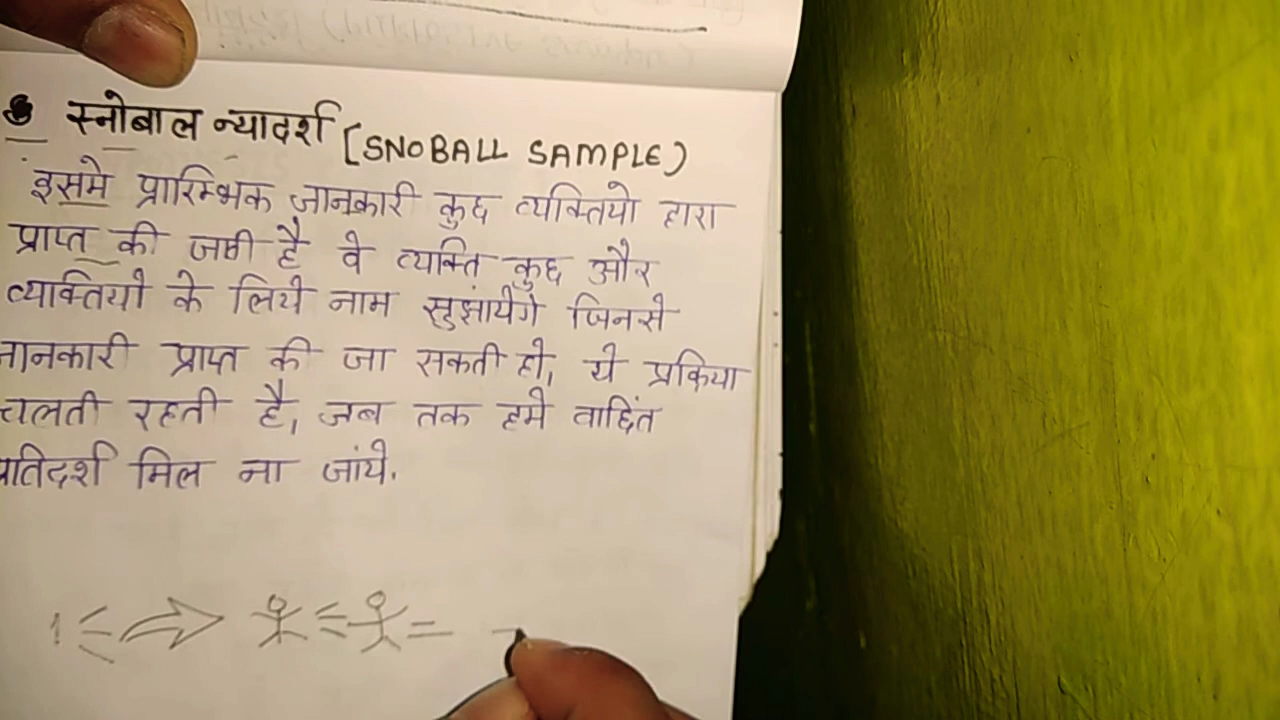 स्नोबाल न्यादर्श [SNOBALL SAMPLE)
इसमे प्रारम्भिक जानकारी कुछ व्यक्तियो द्वारा
प्राप्त की जाती है वे व्यक्ति कुछ और
व्यक्तियो के लिये नाम सुझांयेगे जिनसे
जानकारी प्राप्त की जा सकती हो, ये प्रकिया
चलती रहती है, जब तक हमे वाछिंत
प्रतिदर्श मिल ना जांये.